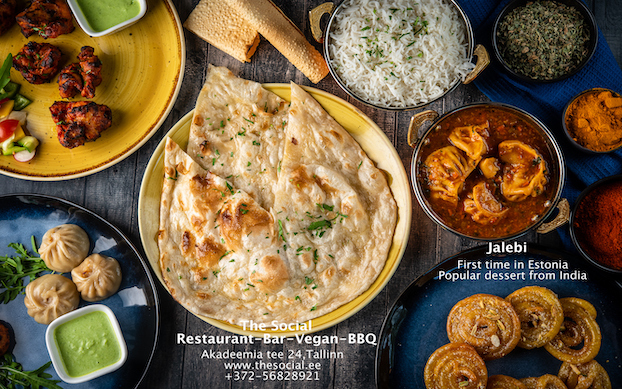 Jalebi
First time in Estonia
Popular dessert from India
The Social
Restaurant-Bar-Vegan-BBQ
Akadeemia tee 24,Tallinn
www.thesocial.ee
+372-56828921